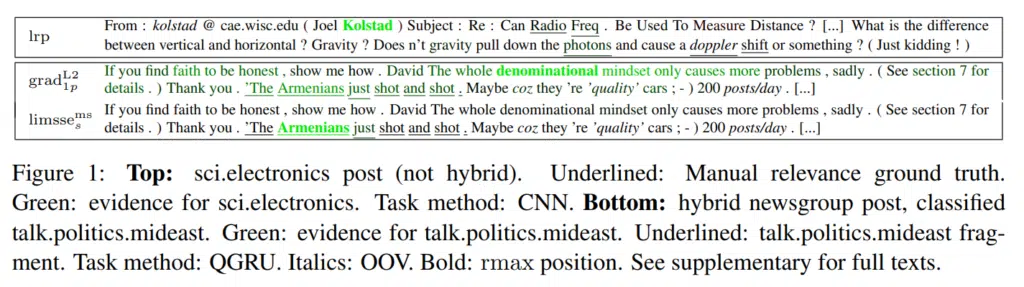 lrp
From : kolstad @ cae.wisc.edu ( Joel Kolstad ) Subject : Re : Can Radio Freq . Be Used To Measure Distance ? [...] What is the difference
between vertical and horizontal ? Gravity ? Does n't gravity pull down the photons and cause a doppler shift or something ? ( Just kidding ! )
grad L2 1p
If you find faith to be honest , show me how . David The whole denominational mindset only causes more problems , sadly . ( See section 7 for
details . ) Thank you . 'The Armenians just shot and shot . Maybe coz they 're 'quality' cars ; - ) 200 posts/day . [...]
limsse ms s
If you find faith to be honest , show me how . David The whole denominational mindset only causes more problems , sadly . ( See section 7 for
details . ) Thank you . 'The Armenians just shot and shot . Maybe coz they 're 'quality' cars ; - ) 200 posts/day . [...]
Figure 1: Top: sci.electronics post (not hybrid). Underlined: Manual relevance ground truth.
Green: evidence for sci.electronics. Task method: CNN. Bottom: hybrid newsgroup post, classified
talk.politics.mideast. Green: evidence for talk.politics.mideast. Underlined: talk.politics.mideast frag-
ment. Task method: QGRU. Italics: OOV. Bold: rmax position. See supplementary for full texts.